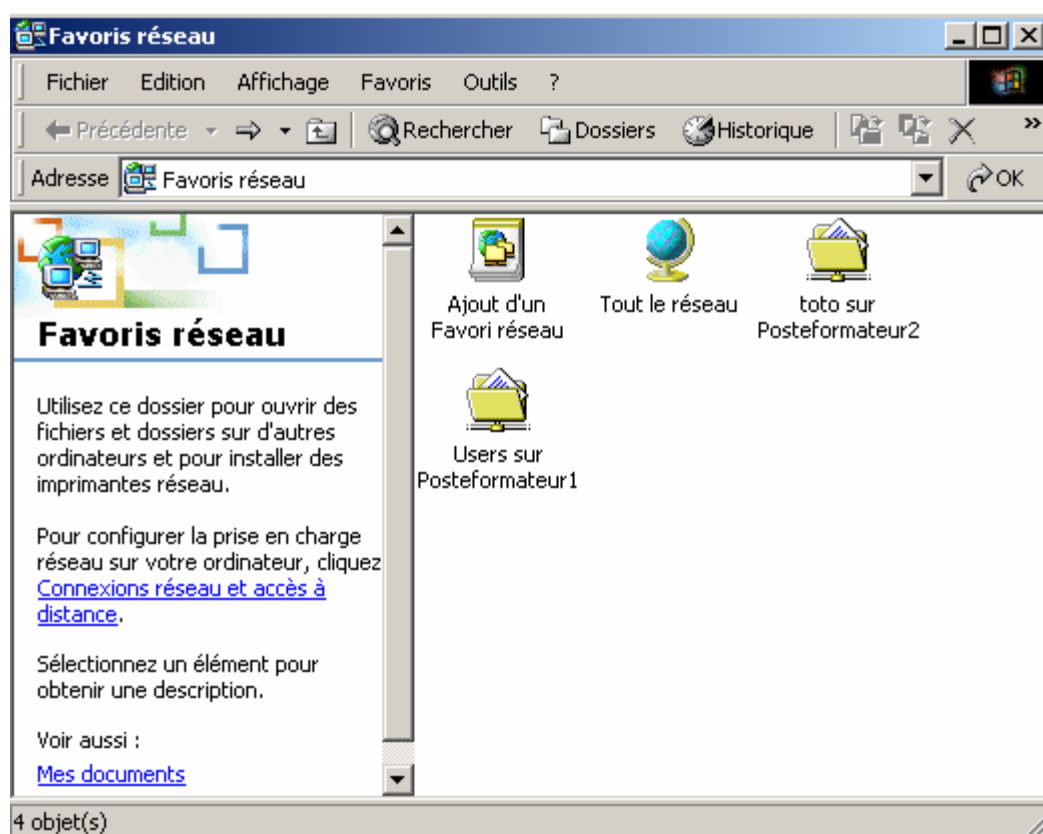 Favoris réseau
Fichier Edition Affichage Favoris Outils ?
Précédente Rechercher Dossiers Historique »
Adresse Favoris réseau OK
Favoris réseau
Utilisez ce dossier pour ouvrir des
fichiers et dossiers sur d'autres
ordinateurs et pour installer des
imprimantes réseau.
Pour configurer la prise en charge
réseau sur votre ordinateur, cliquez
Connexions réseau et accès à
distance.
Sélectionnez un élément pour
obtenir une description.
Voir aussi :
Mes documents
Ajout d'un
Favori réseau
Tout le réseau
toto sur
Posteformateur2
Users sur
Posteformateur1
4 objet(s)